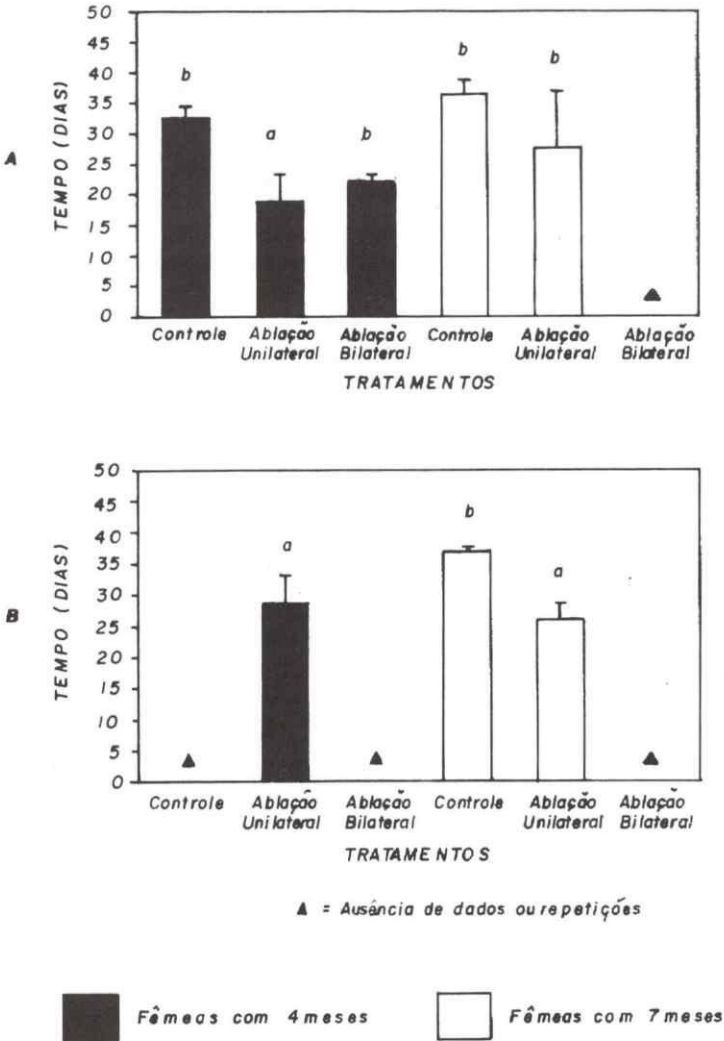 A
TEMPO (DIAS)
50
45
40
35
30
25
20
15
10
5
0
b
a
b
b
b
▲
Controle
Ablação Unilateral
Ablação Bilateral
Controle
Ablação Unilateral
Ablação Bilateral
TRATAMENTOS
B
TEMPO (DIAS)
50
45
40
35
30
25
20
15
10
5
0
▲
a
▲
b
a
▲
Controle
Ablação Unilateral
Ablação Bilateral
Controle
Ablação Unilateral
Ablação Bilateral
TRATAMENTOS
▲ = Ausência de dados ou repetições
Fêmeas com 4 meses
Fêmeas com 7 meses